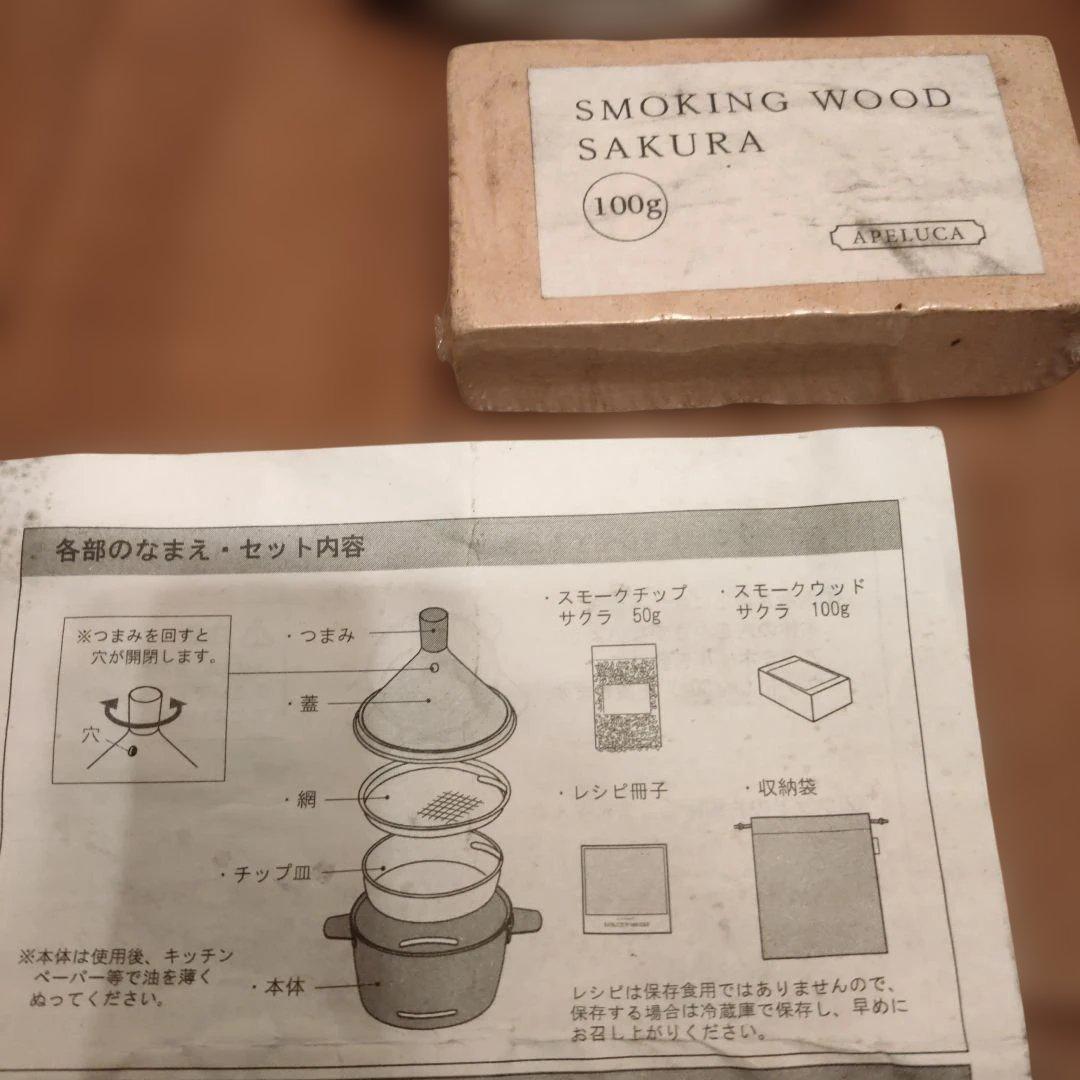 SMOKING WOOD
SAKURA
100g
APELUCA
各部のなまえ・セット内容
※つまみを回すと
穴が開閉します。
穴
・つまみ
・蓋
・網
・チップ皿
・本体
※本体は使用後、キッチン
ペーパー等で油を薄く
ぬってください。
・スモークチップ
サクラ 50g
・スモークウッド
サクラ 100g
・レシピ冊子
・収納袋
レシピは保存食用ではありませんので、
保存する場合は冷蔵庫で保存し、早めに
お召し上がりください。